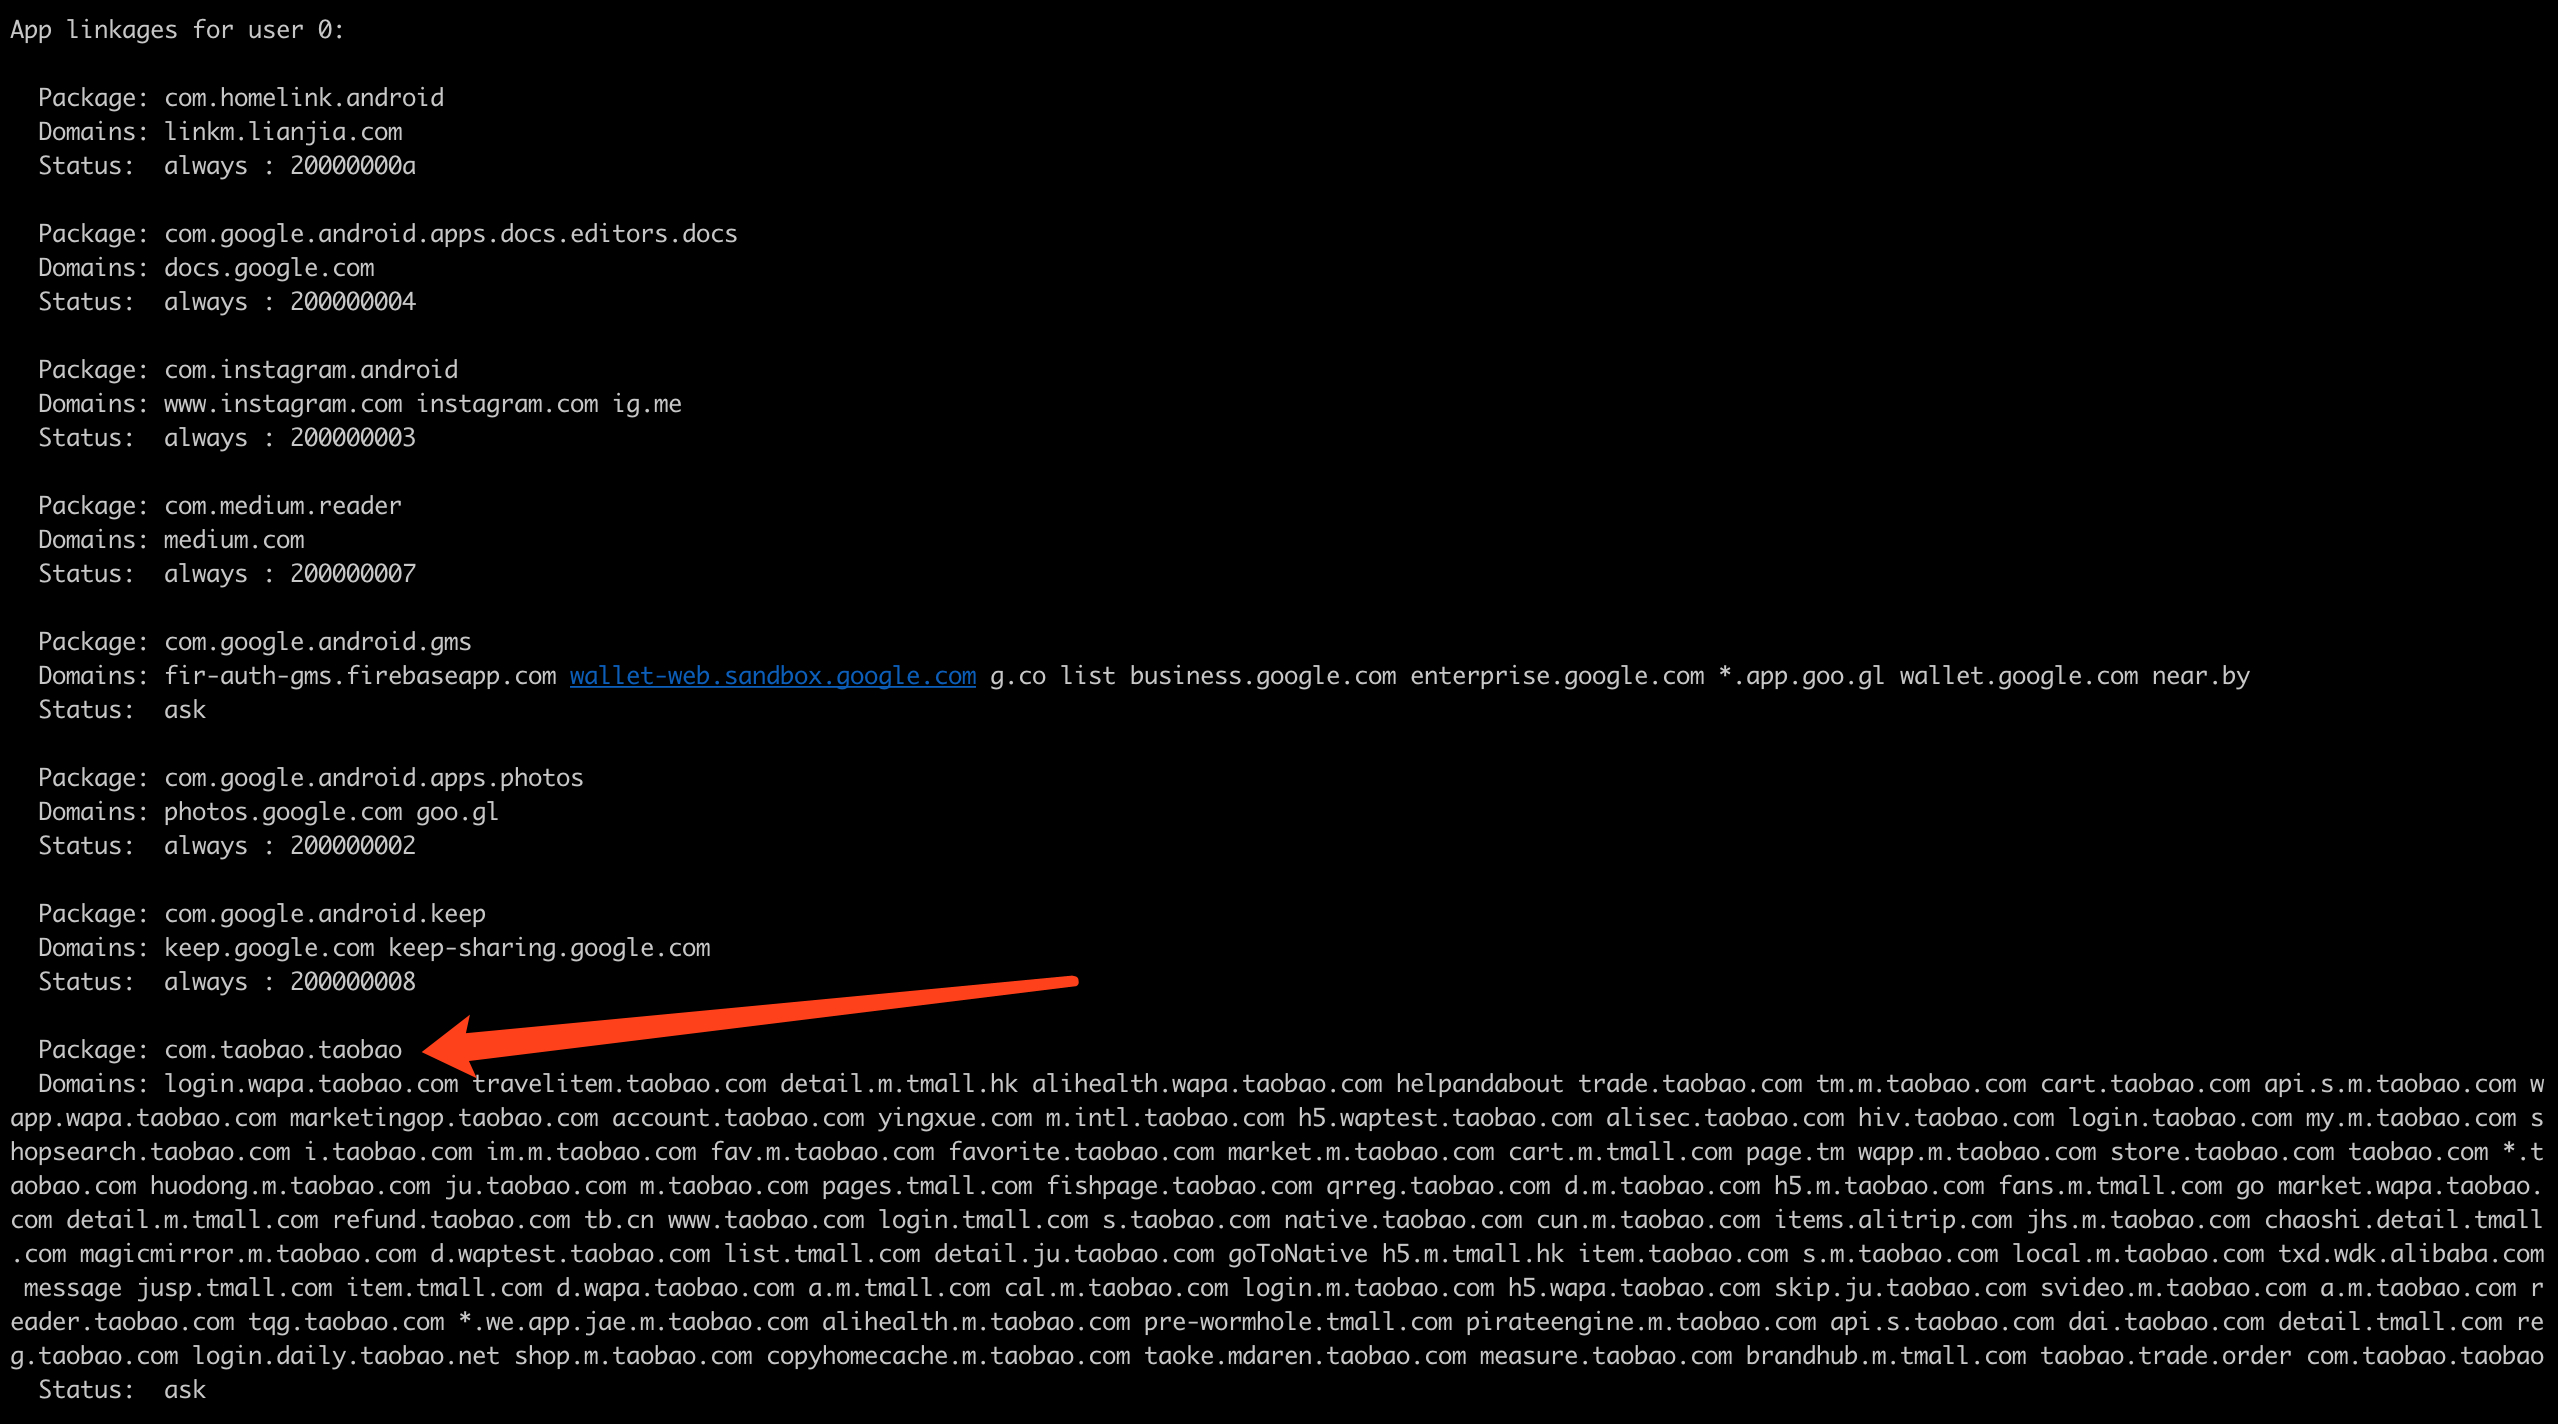 App linkages for user 0:
Package: com.homelink.android
Domains: linkm.lianjia.com
Status:  always : 20000000a
Package: com.google.android.apps.docs.editors.docs
Domains: docs.google.com
Status:  always : 200000004
Package: com.instagram.android
Domains: www.instagram.com instagram.com ig.me
Status:  always : 200000003
Package: com.medium.reader
Domains: medium.com
Status:  always : 200000007
Package: com.google.android.gms
Domains: fir-auth-gms.firebaseapp.com wallet-web.sandbox.google.com g.co list business.google.com enterprise.google.com *.app.goo.gl wallet.google.com near.by
Status:  ask
Package: com.google.android.apps.photos
Domains: photos.google.com goo.gl
Status:  always : 200000002
Package: com.google.android.keep
Domains: keep.google.com keep-sharing.google.com
Status:  always : 200000008
Package: com.taobao.taobao
Domains: login.wapa.taobao.com travelitem.taobao.com detail.m.tmall.hk alihealth.wapa.taobao.com helpandabout trade.taobao.com tm.m.taobao.com cart.taobao.com api.s.m.taobao.com w
app.wapa.taobao.com marketingop.taobao.com account.taobao.com yingxue.com m.intl.taobao.com h5.waptest.taobao.com alisec.taobao.com hiv.taobao.com login.taobao.com my.m.taobao.com s
hopsearch.taobao.com i.taobao.com im.m.taobao.com fav.m.taobao.com favorite.taobao.com market.m.taobao.com cart.m.tmall.com page.tm wapp.m.taobao.com store.taobao.com taobao.com *.t
aobao.com huodong.m.taobao.com ju.taobao.com m.taobao.com pages.tmall.com fishpage.taobao.com qrreg.taobao.com d.m.taobao.com h5.m.taobao.com fans.m.tmall.com go market.wapa.taobao.
com detail.m.tmall.com refund.taobao.com tb.cn www.taobao.com login.tmall.com s.taobao.com native.taobao.com cun.m.taobao.com items.alitrip.com jhs.m.taobao.com chaoshi.detail.tmall
.com magicmirror.m.taobao.com d.waptest.taobao.com list.tmall.com detail.ju.taobao.com goToNative h5.m.tmall.hk item.taobao.com s.m.taobao.com local.m.taobao.com txd.wdk.alibaba.com
message jusp.tmall.com item.tmall.com d.wapa.taobao.com a.m.tmall.com cal.m.taobao.com login.m.taobao.com h5.wapa.taobao.com skip.ju.taobao.com svideo.m.taobao.com a.m.taobao.com r
eader.taobao.com tqg.taobao.com *.we.app.jae.m.taobao.com alihealth.m.taobao.com pre-wormhole.tmall.com pirateengine.m.taobao.com api.s.taobao.com dai.taobao.com detail.tmall.com re
g.taobao.com login.daily.taobao.net shop.m.taobao.com copyhomecache.m.taobao.com taoke.mdaren.taobao.com measure.taobao.com brandhub.m.tmall.com taobao.trade.order com.taobao.taobao
Status:  ask